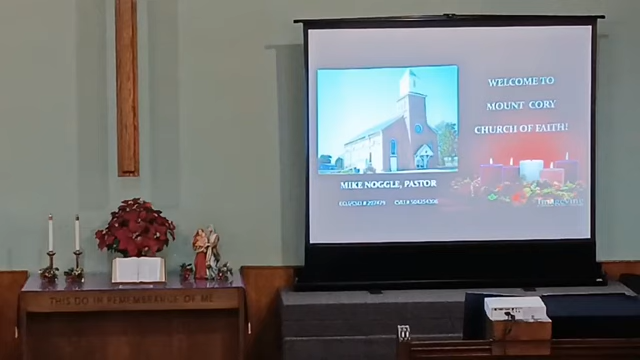 WELCOME TO
MOUNT CORY
CHURCH OF FAITH!
MIKE NOGGLE, PASTOR
THIS DO IN REMEMBRANCE OF ME